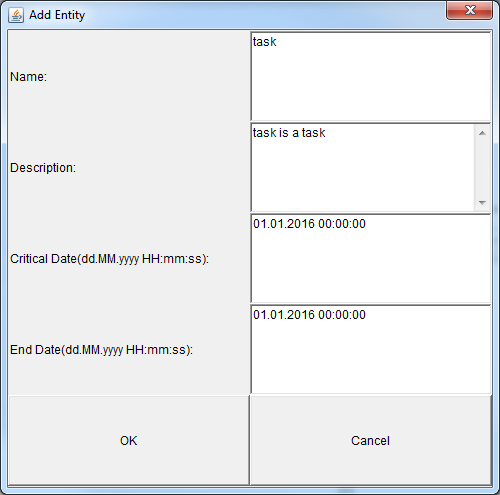 Add Entity
Name:
task
Description:
task is a task
Critical Date(dd.MM.yyyy HH:mm:ss):
01.01.2016 00:00:00
End Date(dd.MM.yyyy HH:mm:ss):
01.01.2016 00:00:00
OK
Cancel